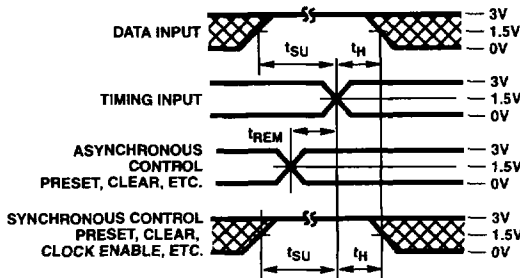 DATA INPUT
tSU
tH
3V
1.5V
0V
TIMING INPUT
3V
1.5V
0V
tREM
ASYNCHRONOUS
CONTROL
PRESET, CLEAR, ETC.
3V
1.5V
0V
SYNCHRONOUS CONTROL
PRESET, CLEAR,
CLOCK ENABLE, ETC.
tSU
tH
3V
1.5V
0V